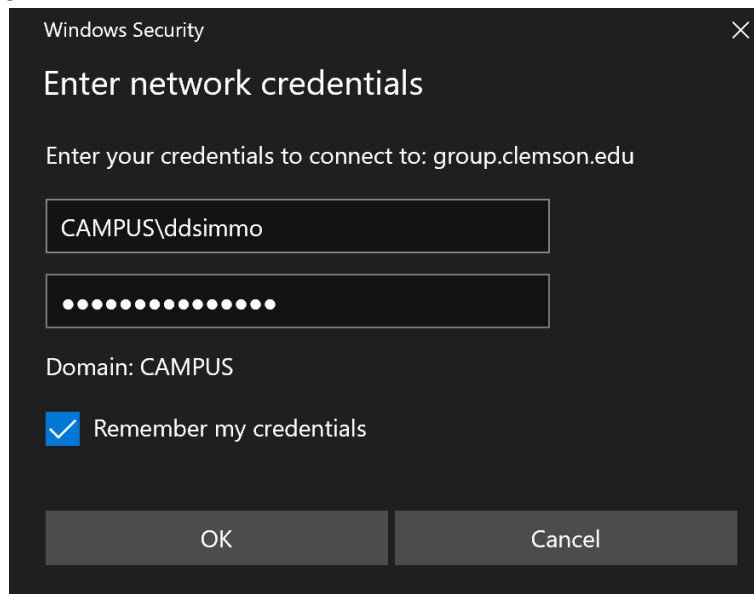 Windows Security
Enter network credentials
Enter your credentials to connect to: group.clemson.edu
CAMPUS\ddsimmo
●●●●●●●●●●●●●●●
Domain: CAMPUS
Remember my credentials
OK
Cancel